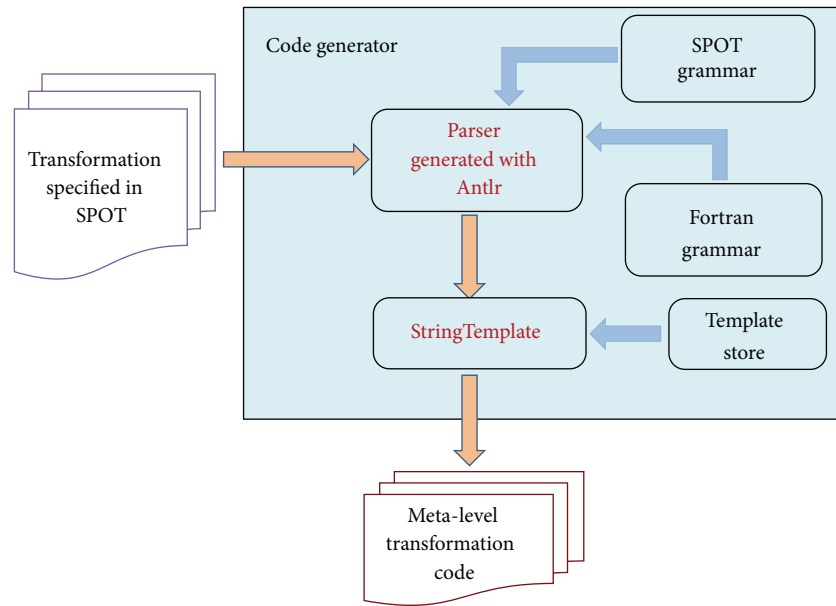 Code generator
SPOT
grammar
Transformation
specified in
SPOT
Parser
generated with
Antlr
Fortran
grammar
StringTemplate
Template
store
Meta-level
transformation
code